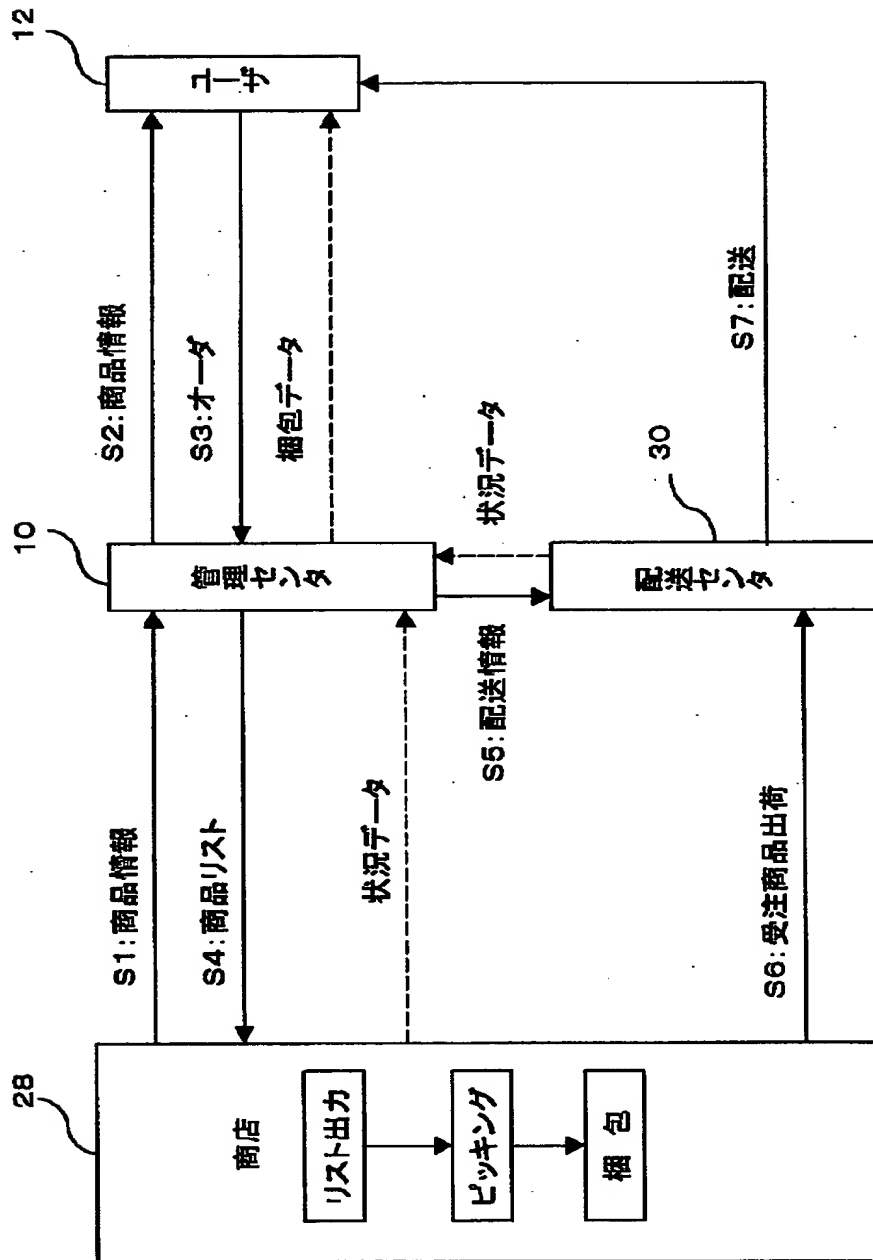 28
商店
リスト出力
ピッキング
梱 包
S1:商品情報
S4:商品リスト
状況データ
S6:受注商品出荷
10
管理センタ
S5:配送情報
状況データ
30
配送センタ
S2:商品情報
S3:オーダ
梱包データ
S7:配送
12
ユーザ